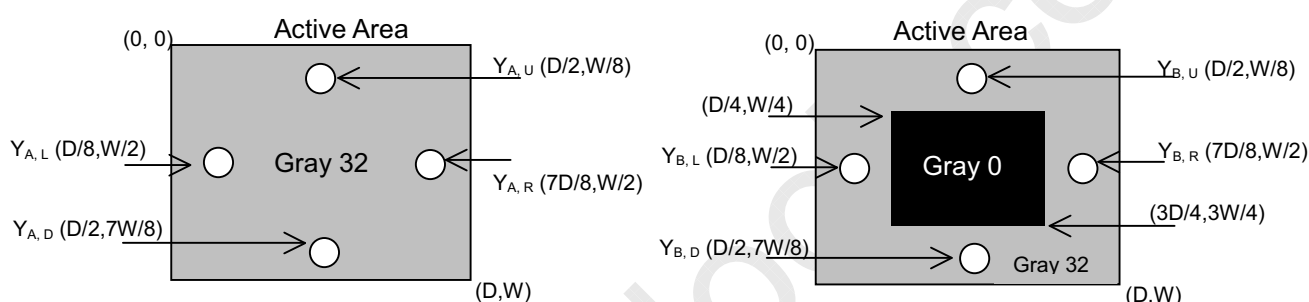 Active Area
(0, 0)
Y_A, U (D/2,W/8)
Y_A, L (D/8,W/2)
Gray 32
Y_A, R (7D/8,W/2)
Y_A, D (D/2,7W/8)
(D,W)
Active Area
(0, 0)
Y_B, U (D/2,W/8)
(D/4,W/4)
Y_B, L (D/8,W/2)
Gray 0
Y_B, R (7D/8,W/2)
(3D/4,3W/4)
Y_B, D (D/2,7W/8)
Gray 32
(D,W)